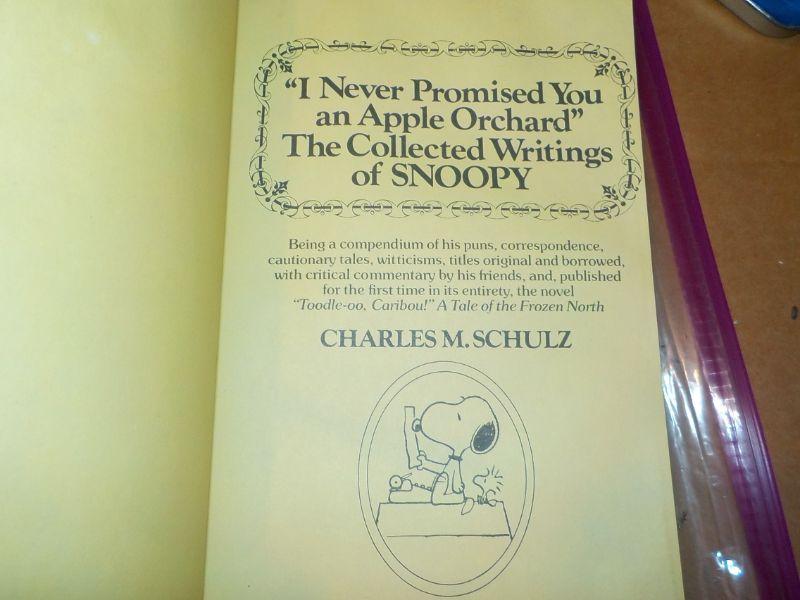 “I Never Promised You
an Apple Orchard”
The Collected Writings
of SNOOPY
Being a compendium of his puns, correspondence,
cautionary tales, witticisms, titles original and borrowed,
with critical commentary by his friends, and, published
for the first time in its entirety, the novel
“Toodle-oo, Caribou!” A Tale of the Frozen North
CHARLES M. SCHULZ